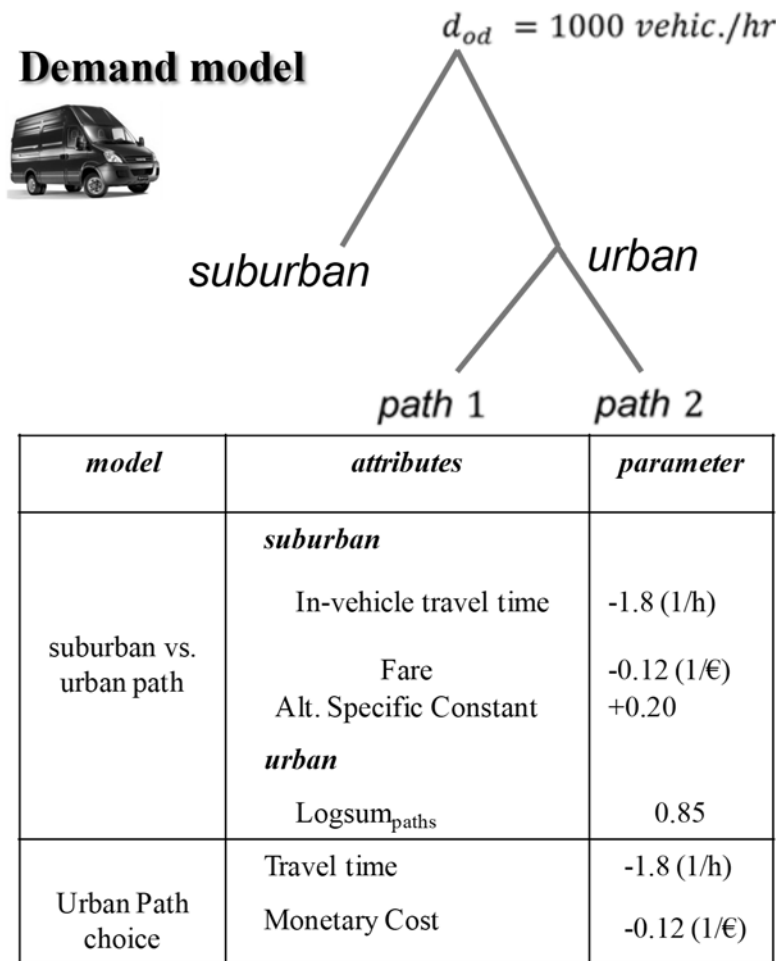 d_od = 1000 vehic./hr
Demand model
suburban
urban
path 1
path 2
model attributes parameter
suburban vs.
urban path
suburban
In-vehicle travel time -1.8 (1/h)
Fare -0.12 (1/€)
Alt. Specific Constant +0.20
urban
Logsum_paths 0.85
Urban Path
choice
Travel time -1.8 (1/h)
Monetary Cost -0.12 (1/€)